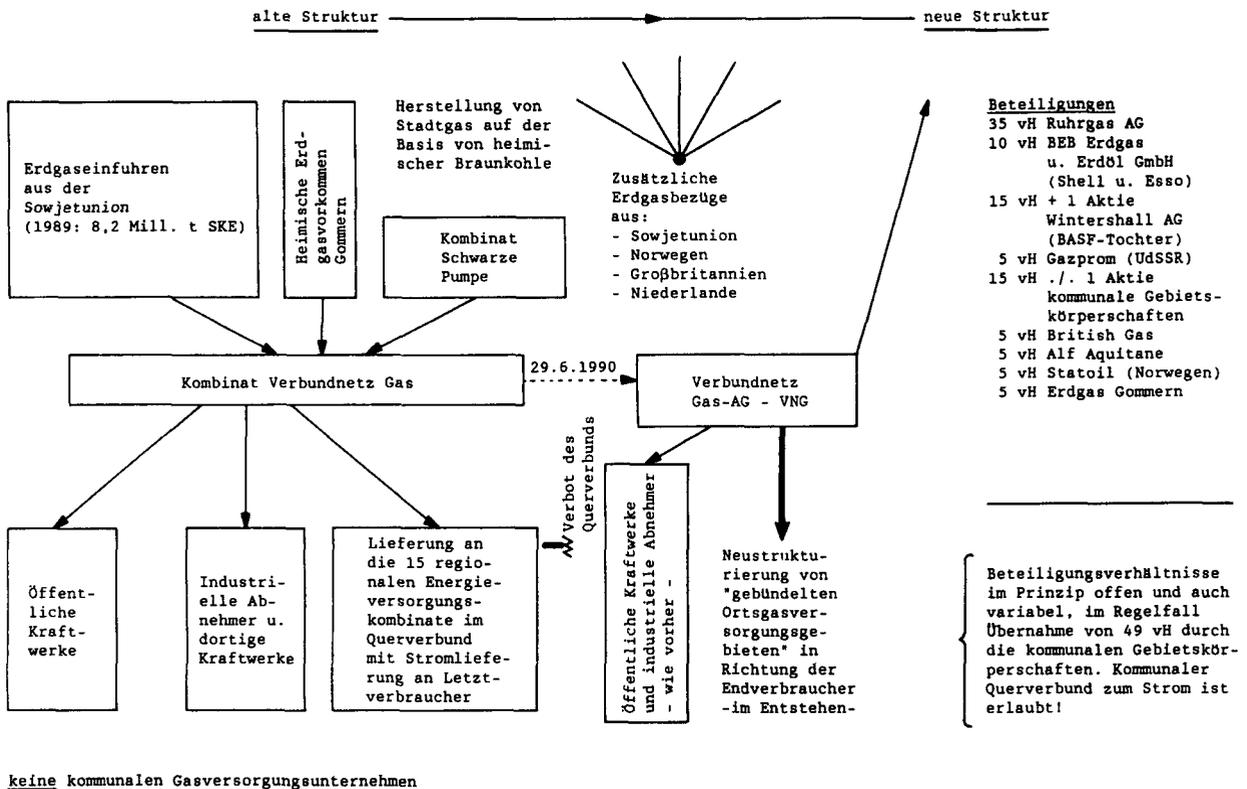 alte Struktur
neue Struktur
Erdgaseinfuhren
aus der
Sowjetunion
(1989: 8,2 Mill. t SKE)
Heimische Erd-
gasvorkommen
Gommern
Herstellung von
Stadtgas auf der
Basis von heimi-
scher Braunkohle
Kombinat
Schwarze
Pumpe
Zusätzliche
Erdgasbezüge
aus:
- Sowjetunion
- Norwegen
- Großbritannien
- Niederlande
Beteiligungen
35 vH Ruhrgas AG
10 vH BEB Erdgas
u. Erdöl GmbH
(Shell u. Esso)
15 vH + 1 Aktie
Wintershall AG
(BASF-Tochter)
5 vH Gazprom (UdSSR)
15 vH ./. 1 Aktie
kommunale Gebiets-
körperschaften
5 vH British Gas
5 vH Alf Aquitane
5 vH Statoil (Norwegen)
5 vH Erdgas Gommern
Kombinat Verbundnetz Gas
29.6.1990
Verbundnetz
Gas-AG - VNG
Öffent-
liche
Kraft-
werke
Industri-
elle Ab-
nehmer u.
dortige
Kraftwerke
Lieferung an
die 15 regio-
nalen Energie-
versorgungs-
kombinate im
Querverbund
mit Stromliefe-
rung an Letzt-
verbraucher
Verbot des
Querverbunds
Öffentliche Kraftwerke
und industrielle Abnehmer
- wie vorher -
Neustruktu-
rierung von
"gebündelten
Ortsgasver-
sorgungsge-
bieten" in
Richtung der
Endverbraucher
-im Entstehen-
Beteiligungsverhältnisse
im Prinzip offen und auch
variabel, im Regelfall
Übernahme von 49 vH durch
die kommunalen Gebietskör-
perschaften. Kommunaler
Querverbund zum Strom ist
erlaubt!
keine kommunalen Gasversorgungsunternehmen